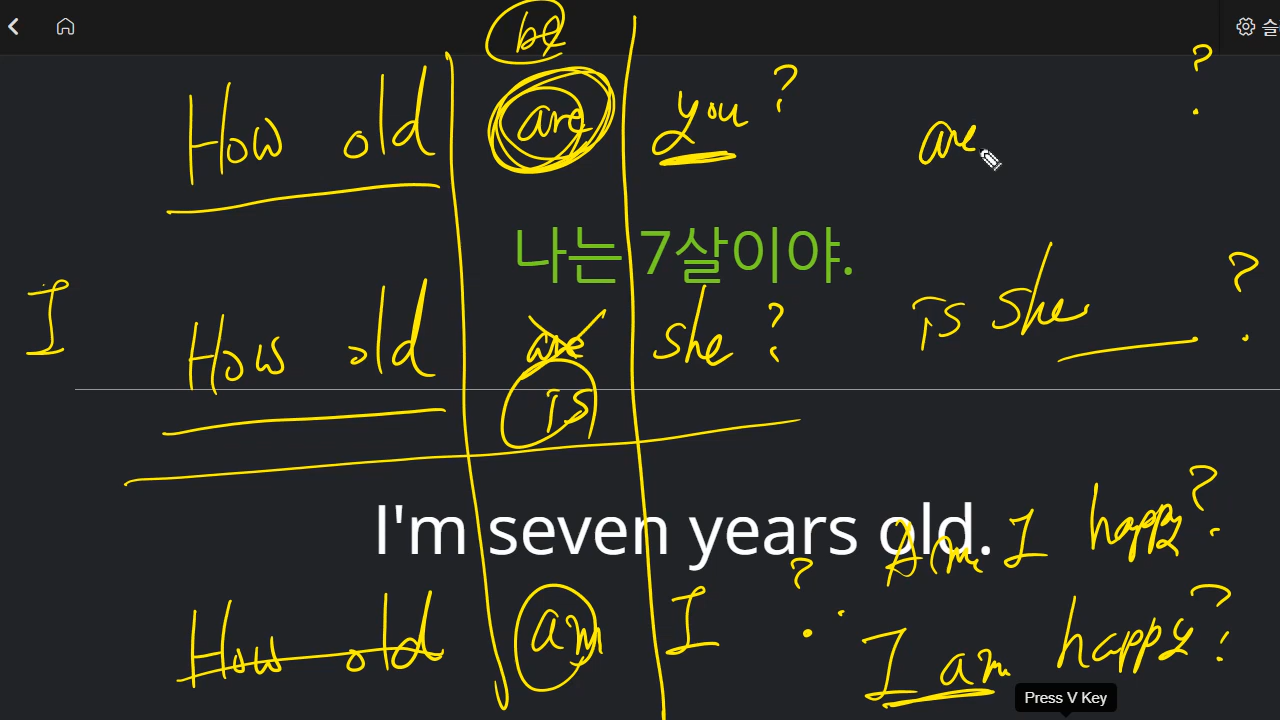 슬
be
How old are you? are ?
나는 7살이야.
I
How old are she? is she ?
is
I'm seven years old.
Am I happy?
How old am I?
I am happy?
Press V Key